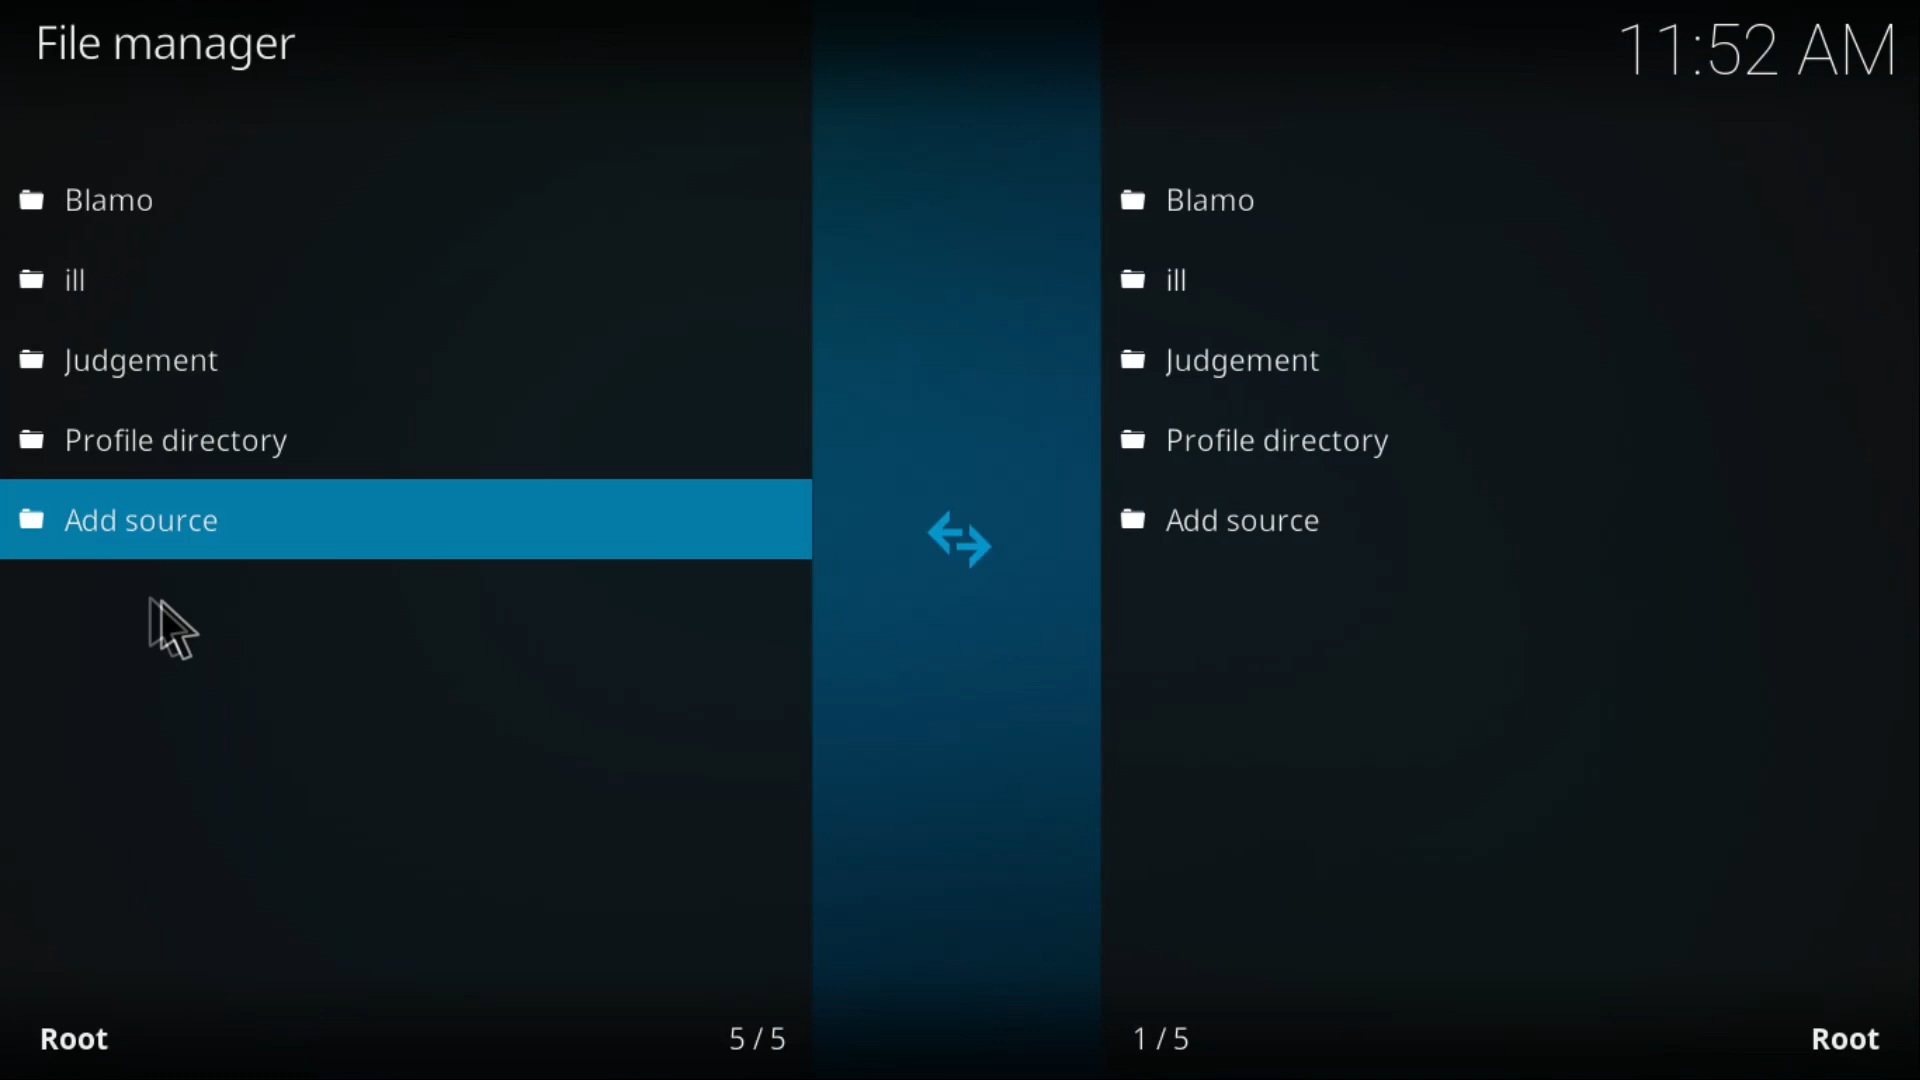 File manager
11:52 AM
Blamo
ill
Judgement
Profile directory
Add source
Blamo
ill
Judgement
Profile directory
Add source
Root
5 / 5
1 / 5
Root